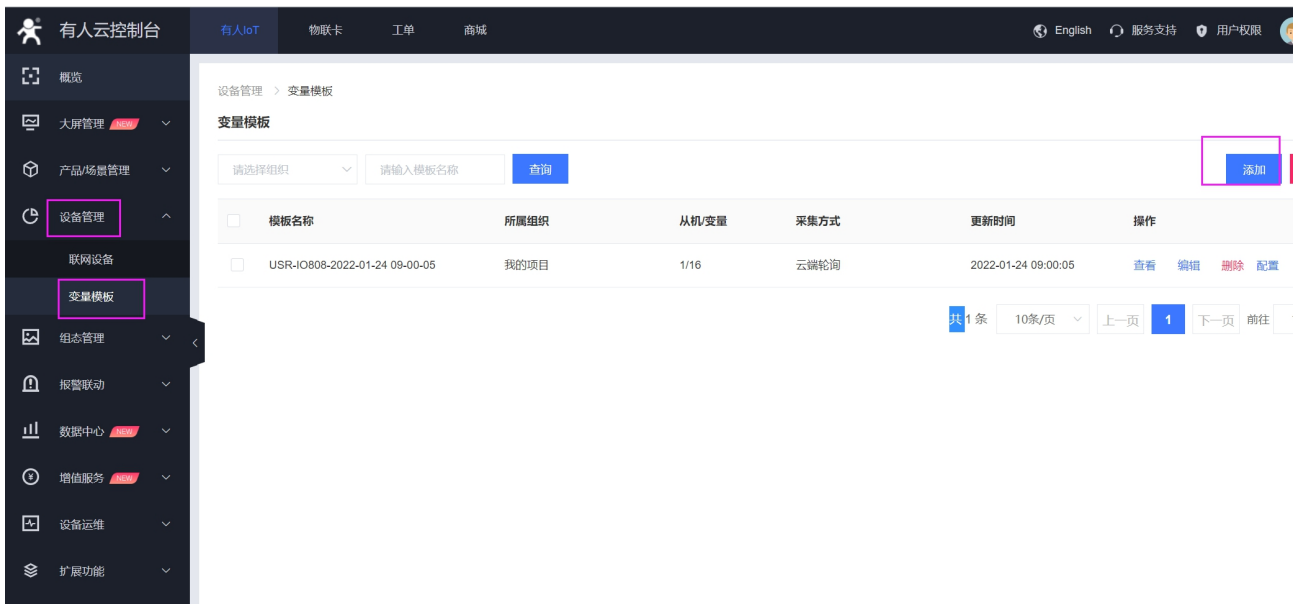 有人云控制台
有人IoT 物联卡 工单 商城 English 服务支持 用户权限
概览
大屏管理 NEW
产品/场景管理
设备管理
联网设备
变量模板
组态管理
报警联动
数据中心 NEW
增值服务 NEW
设备运维
扩展功能
设备管理 > 变量模板
变量模板
请选择组织 请输入模板名称 查询 添加
模板名称 所属组织 从机/变量 采集方式 更新时间 操作
USR-IO808-2022-01-24 09-00-05 我的项目 1/16 云端轮询 2022-01-24 09:00:05 查看 编辑 删除 配置
共1条 10条/页 上一页 1 下一页 前往